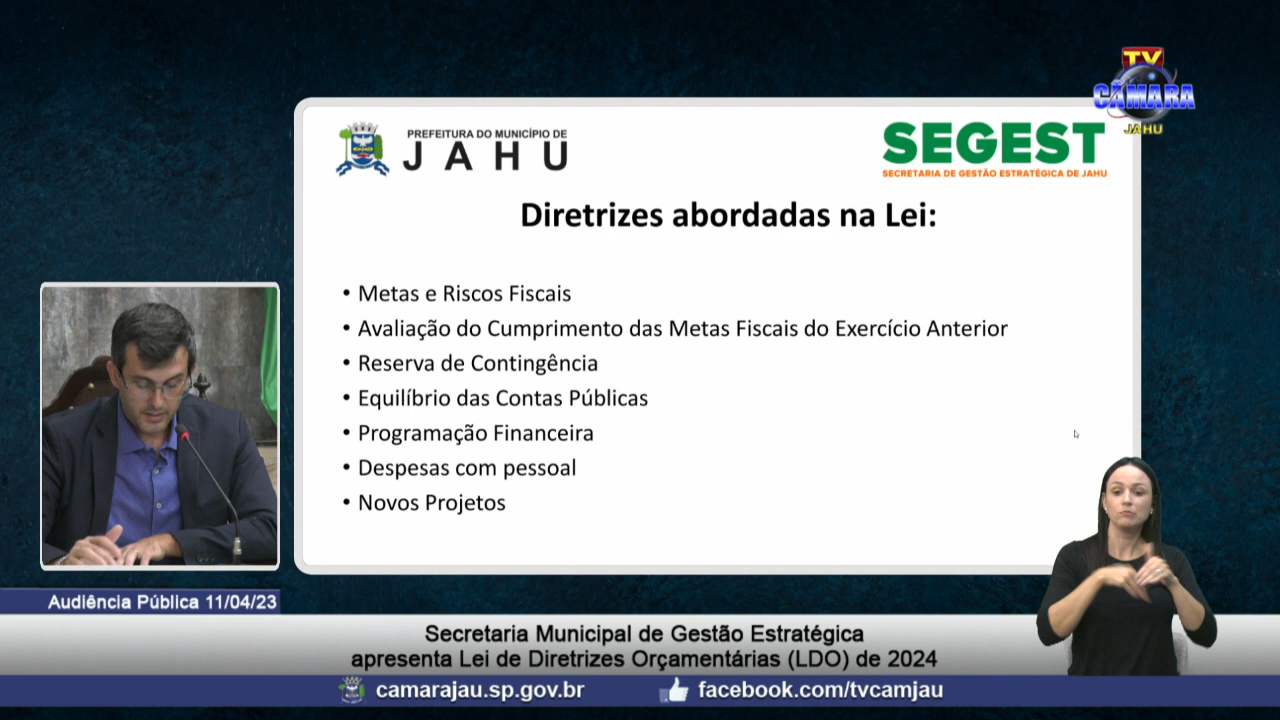 TV
CÂMARA
JAHU
PREFEITURA DO MUNICÍPIO DE
JAHU
SEGEST
SECRETARIA DE GESTÃO ESTRATÉGICA DE JAHU
Diretrizes abordadas na Lei:
• Metas e Riscos Fiscais
• Avaliação do Cumprimento das Metas Fiscais do Exercício Anterior
• Reserva de Contingência
• Equilíbrio das Contas Públicas
• Programação Financeira
• Despesas com pessoal
• Novos Projetos
Audiência Pública 11/04/23
Secretaria Municipal de Gestão Estratégica
apresenta Lei de Diretrizes Orçamentárias (LDO) de 2024
camarajau.sp.gov.br
facebook.com/tvcamjau